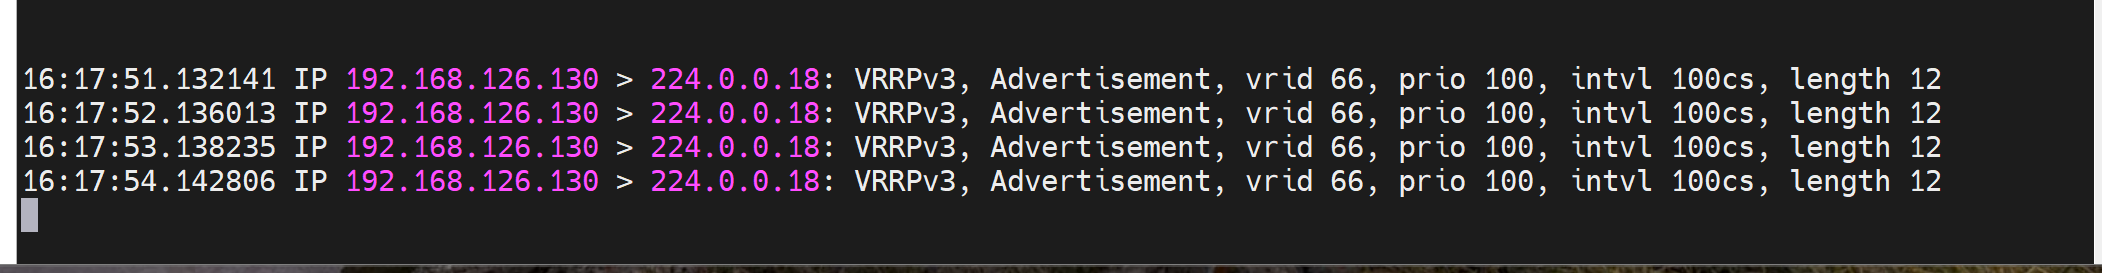 16:17:51.132141 IP 192.168.126.130 > 224.0.0.18: VRRPv3, Advertisement, vrid 66, prio 100, intvl 100cs, length 12
16:17:52.136013 IP 192.168.126.130 > 224.0.0.18: VRRPv3, Advertisement, vrid 66, prio 100, intvl 100cs, length 12
16:17:53.138235 IP 192.168.126.130 > 224.0.0.18: VRRPv3, Advertisement, vrid 66, prio 100, intvl 100cs, length 12
16:17:54.142806 IP 192.168.126.130 > 224.0.0.18: VRRPv3, Advertisement, vrid 66, prio 100, intvl 100cs, length 12